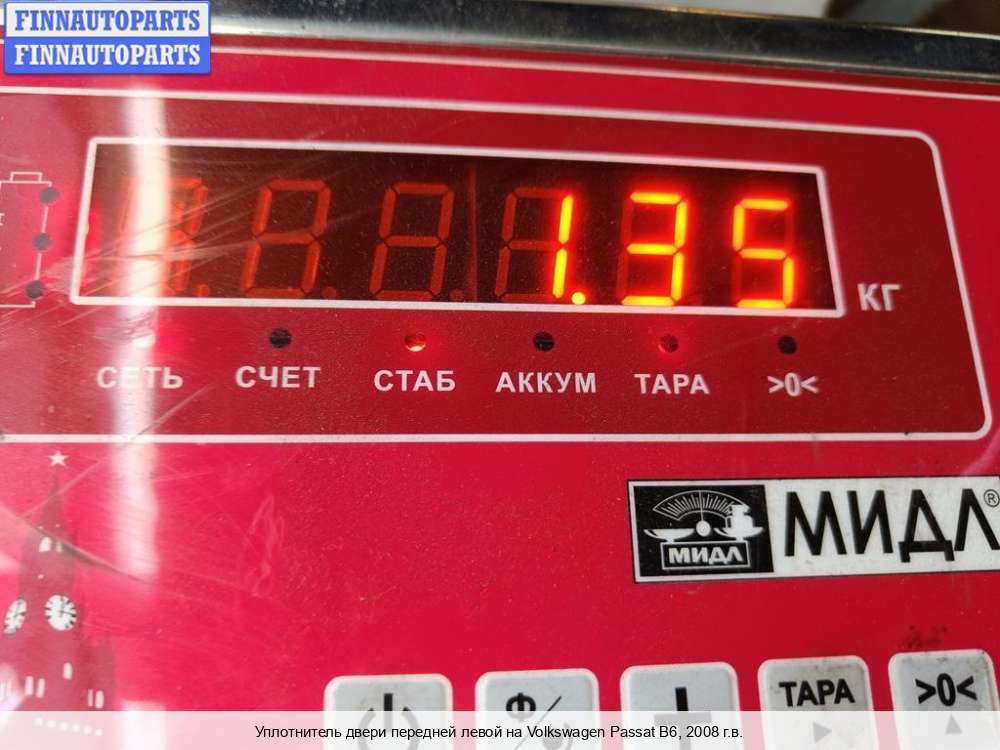 FINNAUTOPARTS
FINNAUTOPARTS
1.35
КГ
СЕТЬ СЧЕТ СТАБ АККУМ ТАРА >0<
МИДЛ МИДЛ®
Ф/ ТАРА >0<
Уплотнитель двери передней левой на Volkswagen Passat B6, 2008 г.в.